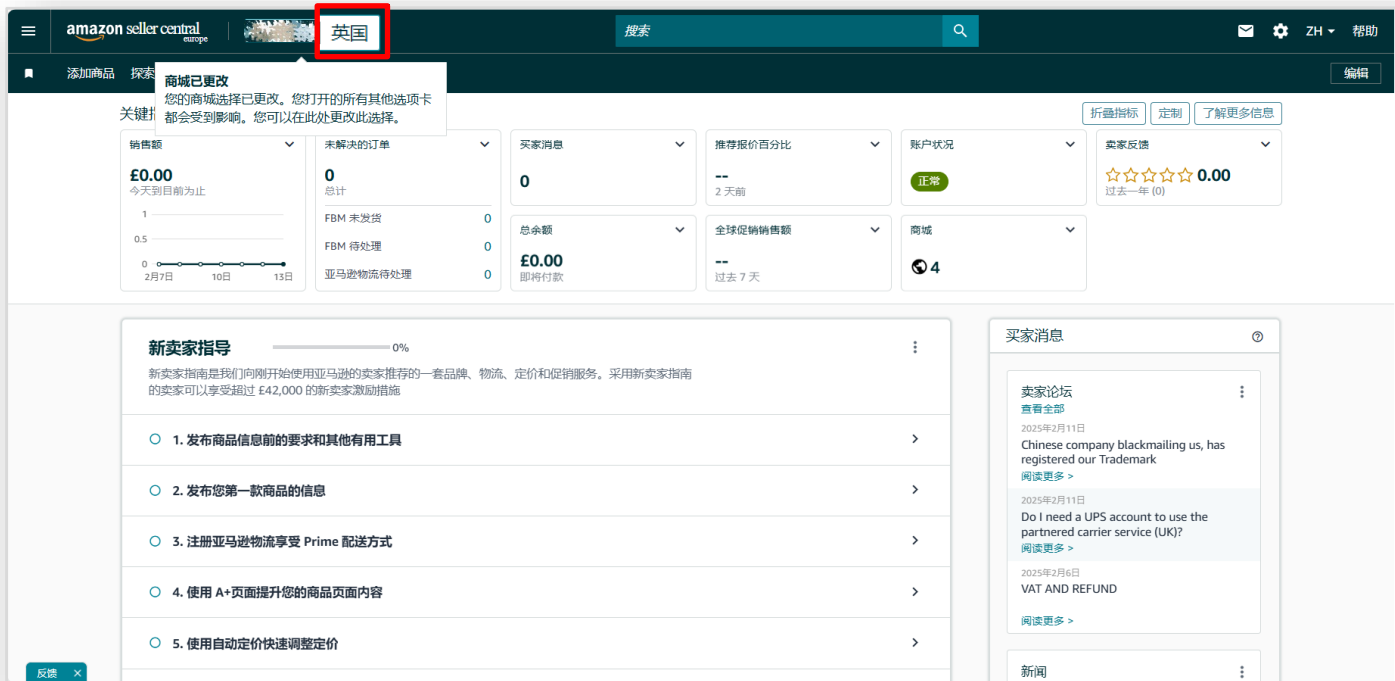 amazon seller central
europe
英国
搜索
ZH
帮助
添加商品 探索
编辑
商城已更改
您的商城选择已更改。您打开的所有其他选项卡
都会受到影响。您可以在此处更改此选择。
关键
折叠指标
定制
了解更多信息
销售额
£0.00
今天到目前为止
1
0.5
0
2月7日 10日 13日
未解决的订单
0
总计
FBM 未发货 0
FBM 待处理 0
亚马逊物流待处理 0
买家消息
0
推荐报价百分比
--
2 天前
账户状况
正常
卖家反馈
0.00
过去一年 (0)
总余额
£0.00
即将付款
全球促销销售额
--
过去 7 天
商城
4
新卖家指导
0%
新卖家指南是我们向刚开始使用亚马逊的卖家推荐的一套品牌、物流、定价和促销服务。采用新卖家指南
的卖家可以享受超过 £42,000 的新卖家激励措施
1. 发布商品信息前的要求和其他有用工具
2. 发布您第一款商品的信息
3. 注册亚马逊物流享受 Prime 配送方式
4. 使用 A+页面提升您的商品页面内容
5. 使用自动定价快速调整定价
买家消息
卖家论坛
查看全部
2025年2月11日
Chinese company blackmailing us, has
registered our Trademark
阅读更多 >
2025年2月11日
Do I need a UPS account to use the
partnered carrier service (UK)?
阅读更多 >
2025年2月6日
VAT AND REFUND
阅读更多 >
新闻
反馈 ×